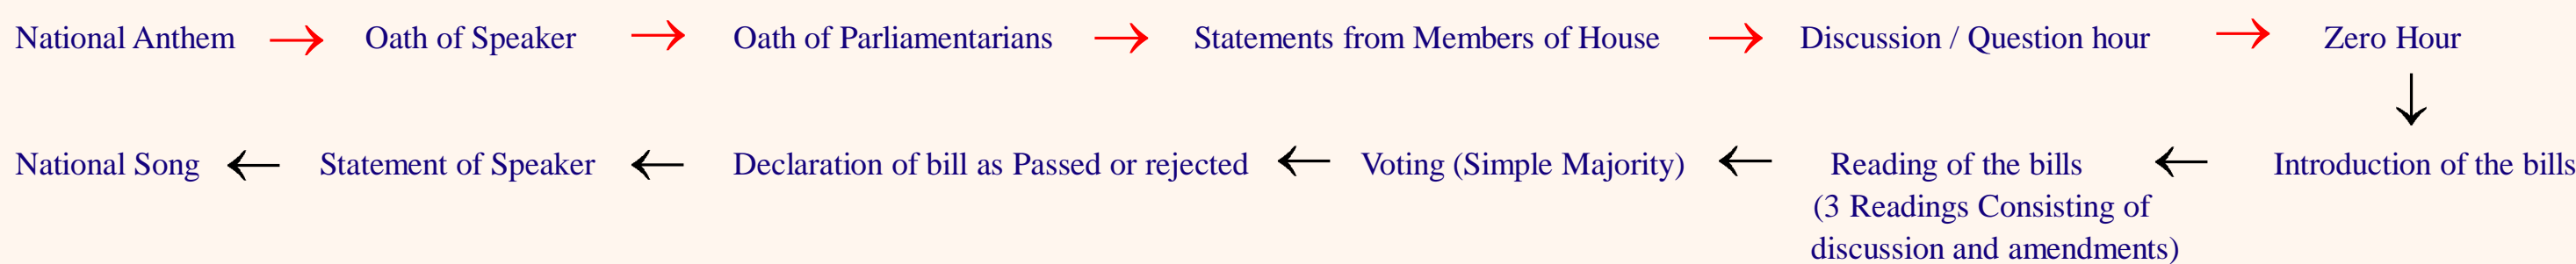 National Anthem → Oath of Speaker → Oath of Parliamentarians → Statements from Members of House → Discussion / Question hour → Zero Hour
↓
National Song ← Statement of Speaker ← Declaration of bill as Passed or rejected ← Voting (Simple Majority) ← Reading of the bills ← Introduction of the bills
(3 Readings Consisting of
discussion and amendments)